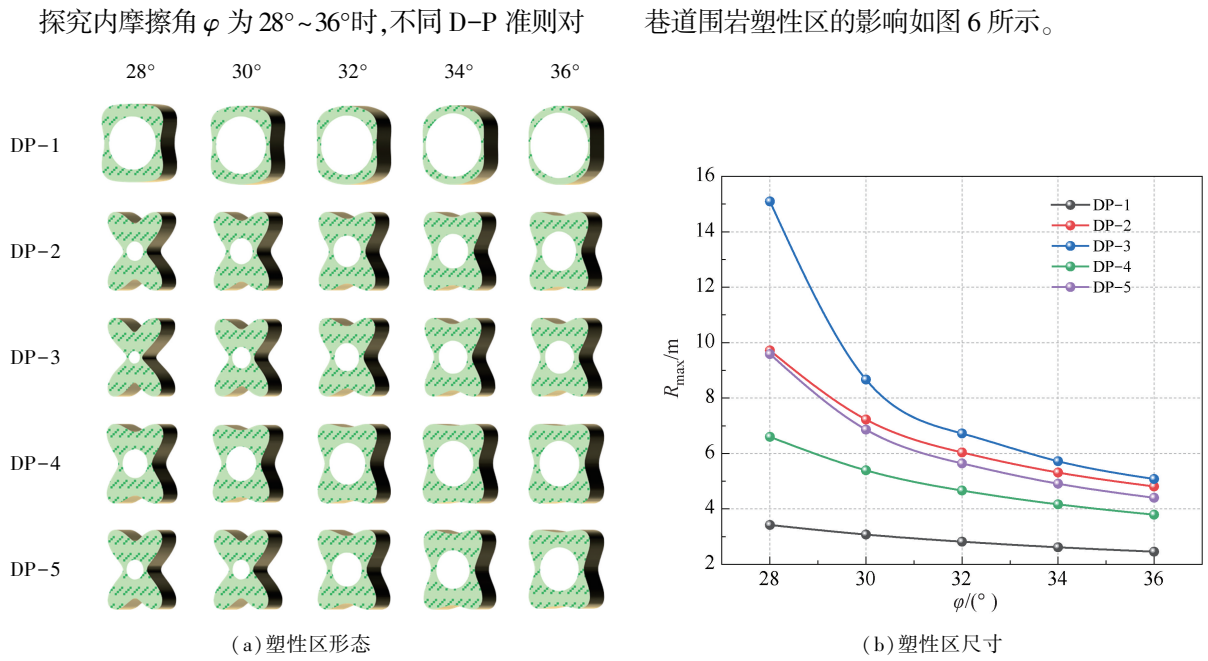 探究内摩擦角 φ 为 28°~36°时,不同 D-P 准则对
巷道围岩塑性区的影响如图 6 所示。
28° 30° 32° 34° 36°
DP-1
DP-2
DP-3
DP-4
DP-5
(a)塑性区形态
16
14
12
10
8
6
4
2
R_max/m
DP-1
DP-2
DP-3
DP-4
DP-5
28 30 32 34 36
φ/(°)
(b)塑性区尺寸